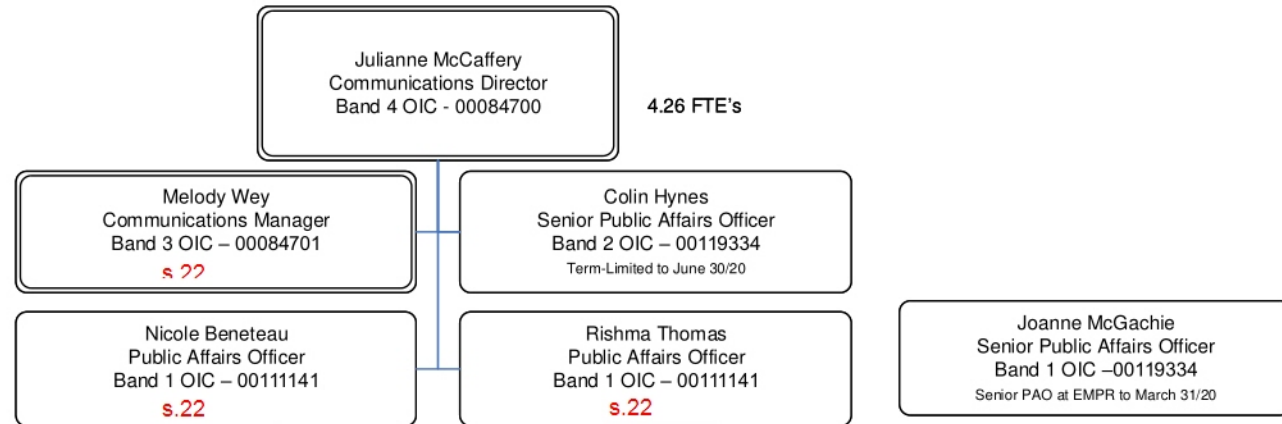 Julianne McCaffery
Communications Director
Band 4 OIC - 00084700
4.26 FTE's
Melody Wey
Communications Manager
Band 3 OIC – 00084701
s.22
Colin Hynes
Senior Public Affairs Officer
Band 2 OIC – 00119334
Term-Limited to June 30/20
Nicole Beneteau
Public Affairs Officer
Band 1 OIC – 00111141
s.22
Rishma Thomas
Public Affairs Officer
Band 1 OIC – 00111141
s.22
Joanne McGachie
Senior Public Affairs Officer
Band 1 OIC –00119334
Senior PAO at EMPR to March 31/20